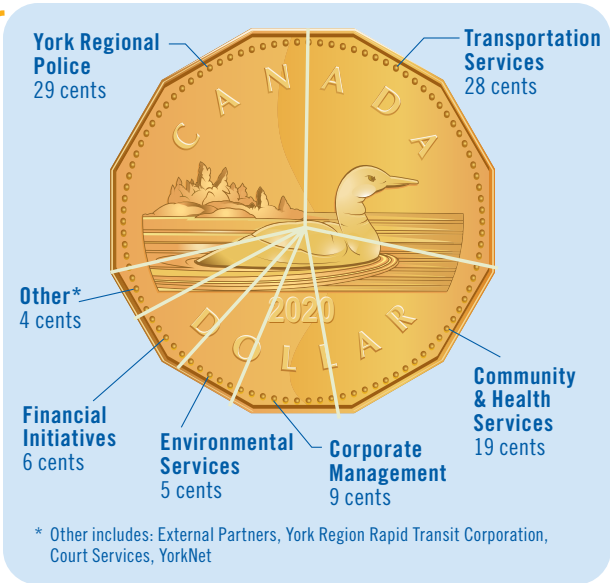 York Regional
Police
29 cents
Transportation
Services
28 cents
CANADA
2020
DOLLAR
Other*
4 cents
Community
& Health
Services
19 cents
Financial
Initiatives
6 cents
Environmental
Services
5 cents
Corporate
Management
9 cents
* Other includes: External Partners, York Region Rapid Transit Corporation,
Court Services, YorkNet